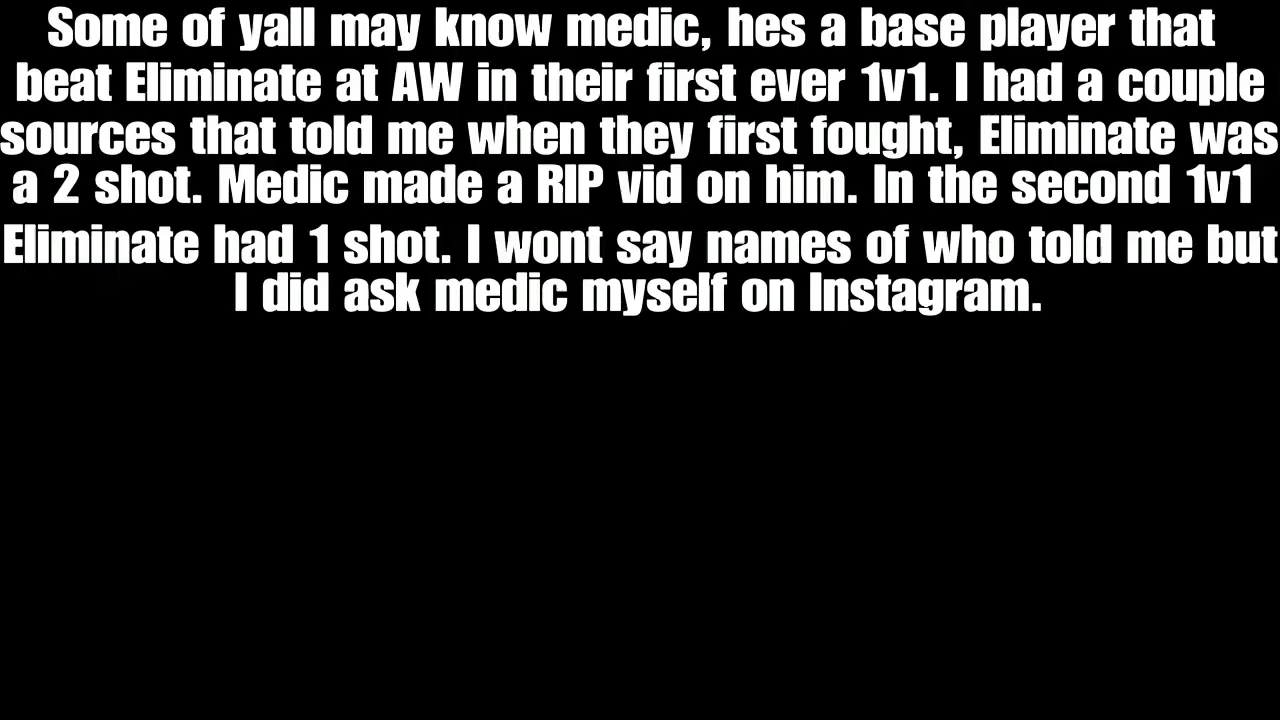 Some of yall may know medic, hes a base player that
beat Eliminate at AW in their first ever 1v1. I had a couple
sources that told me when they first fought, Eliminate was
a 2 shot. Medic made a RIP vid on him. In the second 1v1
Eliminate had 1 shot. I wont say names of who told me but
I did ask medic myself on Instagram.